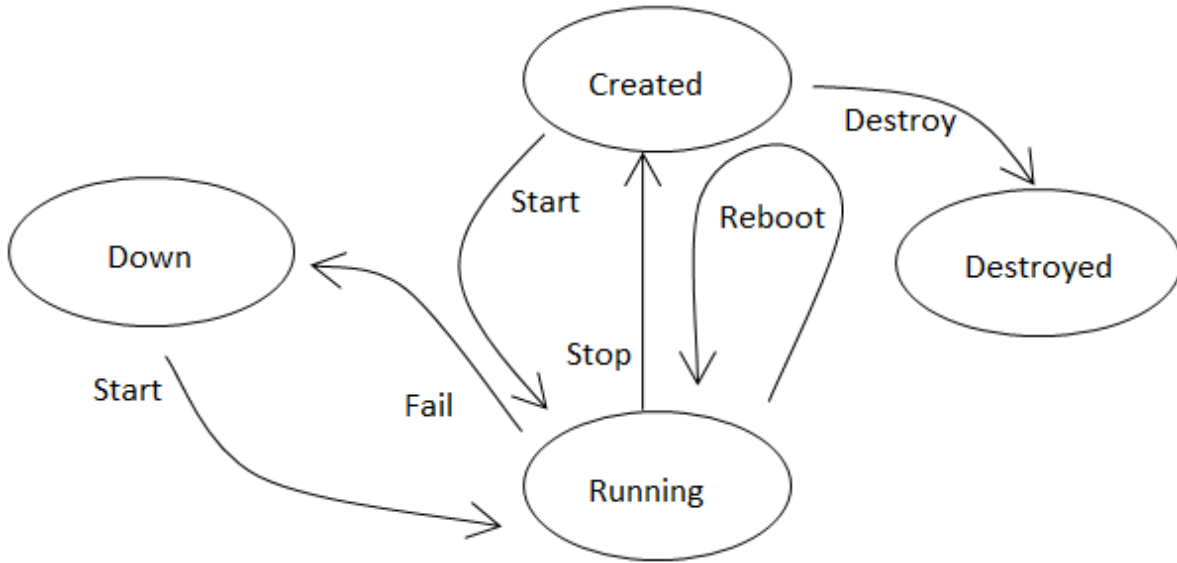 Created
Destroy
Start
Reboot
Down
Destroyed
Stop
Start
Fail
Running